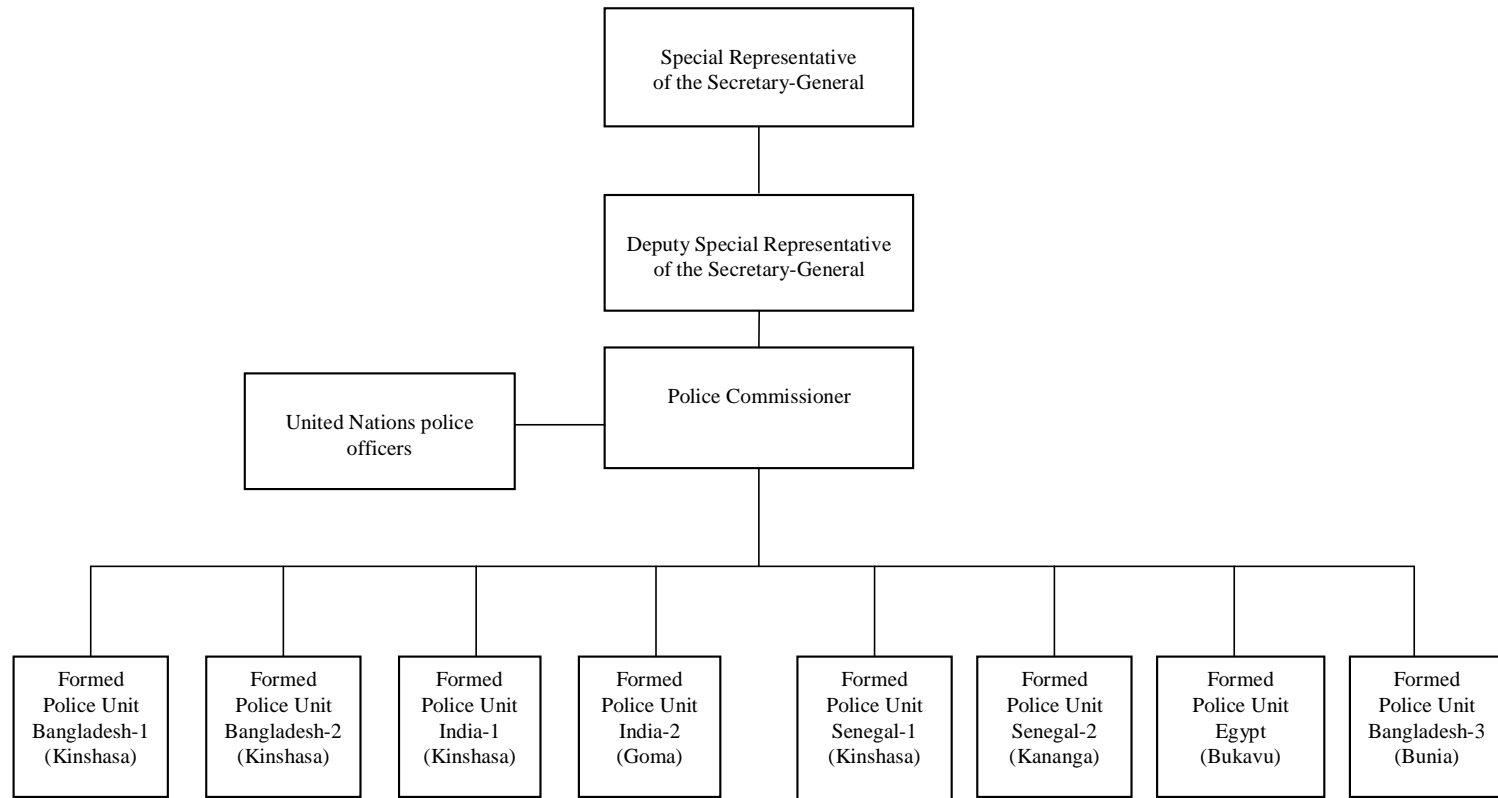 Special Representative
of the Secretary-General
Deputy Special Representative
of the Secretary-General
Police Commissioner
United Nations police
officers
Formed
Police Unit
Bangladesh-1
(Kinshasa)
Formed
Police Unit
Bangladesh-2
(Kinshasa)
Formed
Police Unit
India-1
(Kinshasa)
Formed
Police Unit
India-2
(Goma)
Formed
Police Unit
Senegal-1
(Kinshasa)
Formed
Police Unit
Senegal-2
(Kananga)
Formed
Police Unit
Egypt
(Bukavu)
Formed
Police Unit
Bangladesh-3
(Bunia)